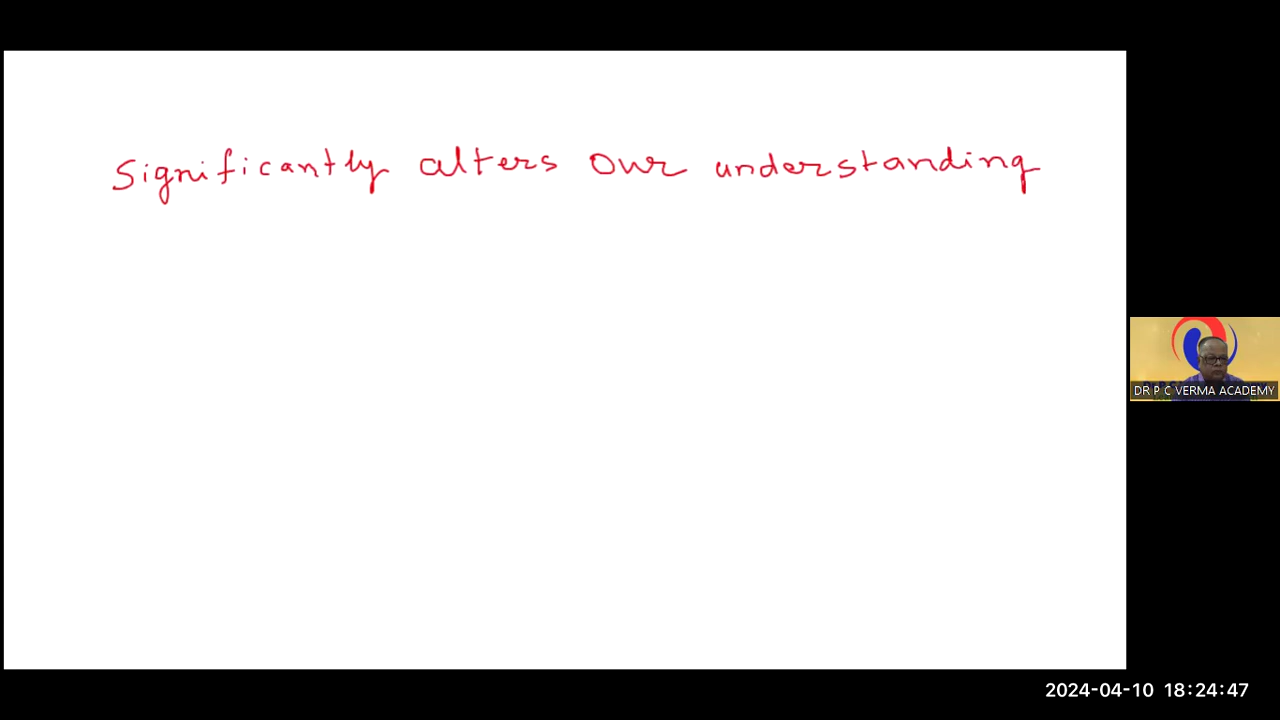 Significantly alters our understanding
DR P C VERMA ACADEMY
2024-04-10 18:24:47